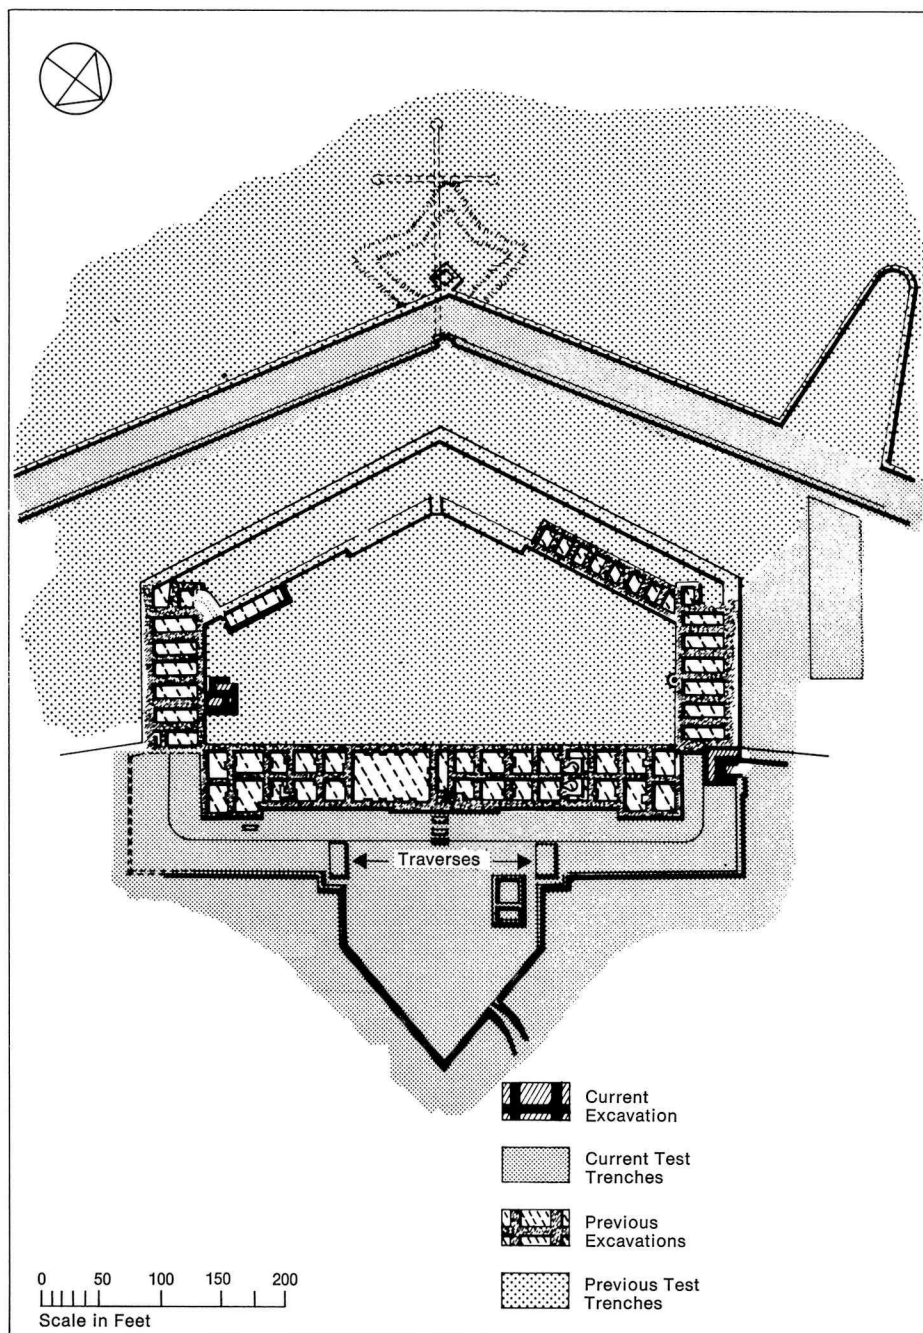 Traverses
Current
Excavation
Current Test
Trenches
Previous
Excavations
Previous Test
Trenches
0 50 100 150 200
Scale in Feet